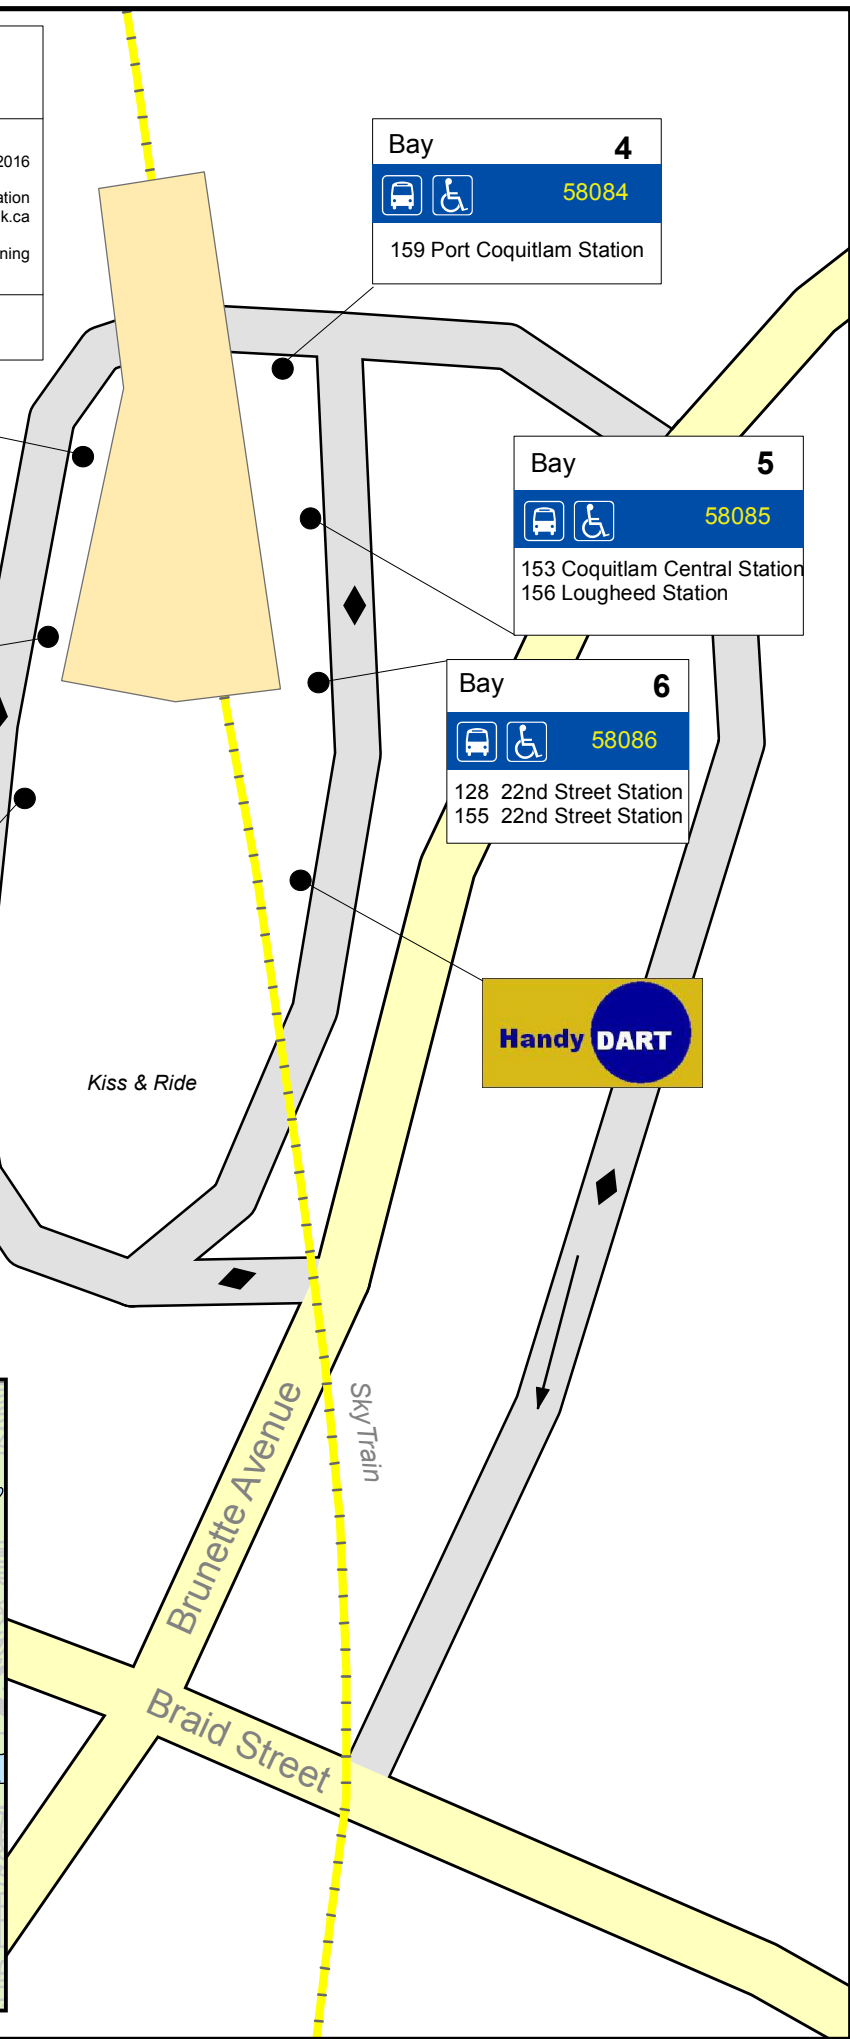 2016
ation
k.ca
ning
Bay 4
58084
159 Port Coquitlam Station
Bay 5
58085
153 Coquitlam Central Station
156 Lougheed Station
Bay 6
58086
128 22nd Street Station
155 22nd Street Station
Handy DART
Kiss & Ride
SkyTrain
Brunette Avenue
Braid Street